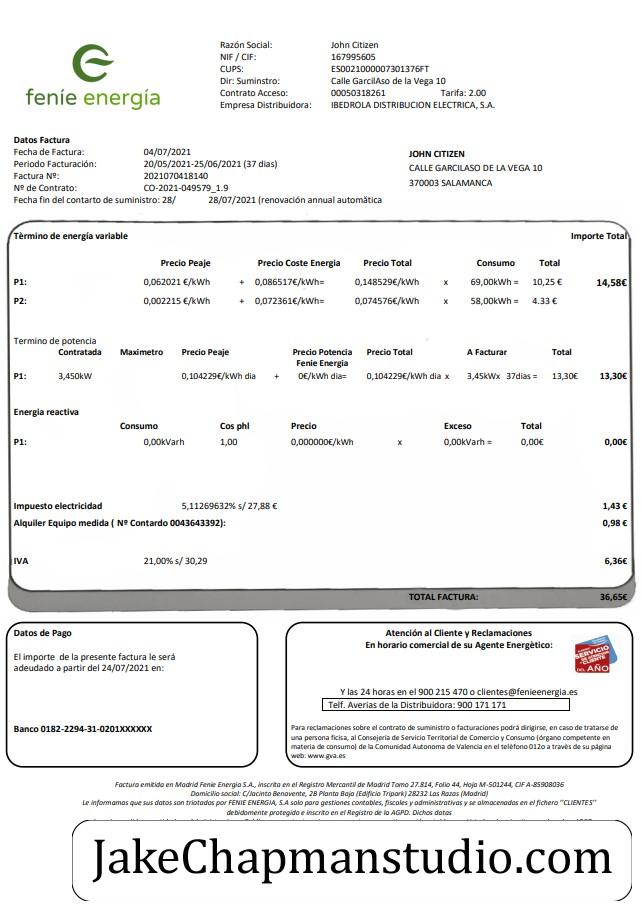 feníe energía
Razón Social: John Citizen
NIF / CIF: 167995605
CUPS: ES0021000007301376FT
Dir: Suminstro: Calle GarcilAso de la Vega 10
Contrato Acceso: 00050318261 Tarifa: 2.00
Empresa Distribuidora: IBEDROLA DISTRIBUCION ELECTRICA, S.A.
Datos Factura
Fecha de Factura: 04/07/2021
Periodo Facturación: 20/05/2021-25/06/2021 (37 dias)
Factura Nº: 2021070418140
Nº de Contrato: CO-2021-049579_1.9
Fecha fin del contarto de suministro: 28/ 28/07/2021 (renovación annual automãtica
JOHN CITIZEN
CALLE GARCILASO DE LA VEGA 10
370003 SALAMANCA
Tèrmino de energía variable Importe Total
Precio Peaje Precio Coste Energia Precio Total Consumo Total
P1: 0,062021 €/kWh + 0,086517€/kWh= 0,148529€/kWh x 69,00kWh = 10,25 € 14,58€
P2: 0,002215 €/kWh + 0,072361€/kWh= 0,074576€/kWh x 58,00kWh = 4.33 €
Termino de potencia
Contratada Maximetro Precio Peaje Precio Potencia Precio Total A Facturar Total
Fenie Energia
P1: 3,450kW 0,104229€/kWh dia + 0€/kWh dia= 0,104229€/kWh dia x 3,45kWx 37dias = 13,30€ 13,30€
Energia reactiva
Consumo Cos phl Precio Exceso Total
P1: 0,00kVarh 1,00 0,000000€/kWh x 0,00kVarh = 0,00€ 0,00€
Impuesto electricidad 5,11269632% s/ 27,88 € 1,43 €
Alquiler Equipo medida ( Nº Contardo 0043643392): 0,98 €
IVA 21,00% s/ 30,29 6,36€
TOTAL FACTURA: 36,65€
Datos de Pago
El importe de la presente factura le será
adeudado a partir del 24/07/2021 en:
Banco 0182-2294-31-0201XXXXXX
Atención al Cliente y Reclamaciones
En horario comercial de su Agente Energètico:
SERVICIO
DE ATENCIÓN
AL CLIENTE
DEL AÑO
Y las 24 horas en el 900 215 470 o clientes@fenieenergia.es
Telf. Averias de la Distribuidora: 900 171 171
Para reclamaciones sobre el contrato de suministro o facturaciones podrá dirigirse, en caso de tratarse de
una persona fícisa, al Consejería de Servicio Territorial de Comercio y Consumo (órgano competente en
materia de consumo) de la Comunidad Autonoma de Valencia en el telèfono 012o a travès de su página
web: www.gva.es
Factura emitida en Madrid Fenie Energia S.A., inscrita en el Registro Mercantil de Madrid Tomo 27.814, Folio 44, Hoja M-501244, CIF A-85908036
Domicilio social: C/Jacinto Benavente, 2B Planta Baja (Edificio Tripark) 28232 Las Razas (Madrid)
Le informamos que sus datos son triotados por FENIE ENERGIA, S.A solo para gestiones contables, fiscales y administrativas y se almacenados en el fichero "CLIENTES"
debidamente protegido e inscrito en el Registro de la AGPD. Dichos datos
JakeChapmanstudio.com